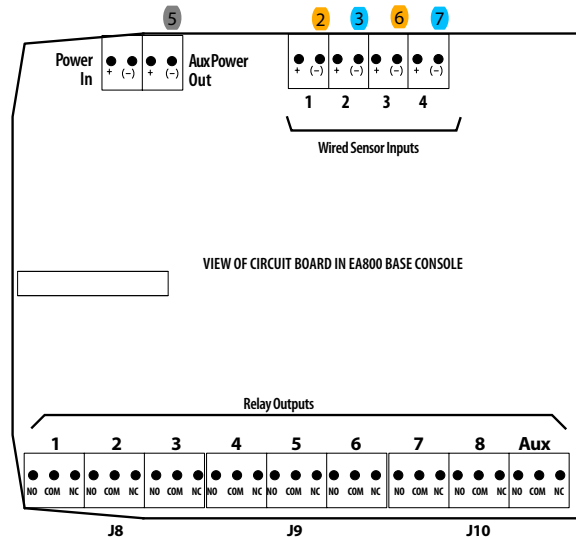 5 2 3 6 7
Power In
Aux Power Out
+ (–) + (–)
+ (–) + (–) + (–) + (–)
1 2 3 4
Wired Sensor Inputs
VIEW OF CIRCUIT BOARD IN EA800 BASE CONSOLE
Relay Outputs
1 2 3 4 5 6 7 8 Aux
NO COM NC NO COM NC NO COM NC NO COM NC NO COM NC NO COM NC NO COM NC NO COM NC NO COM NC
J8 J9 J10